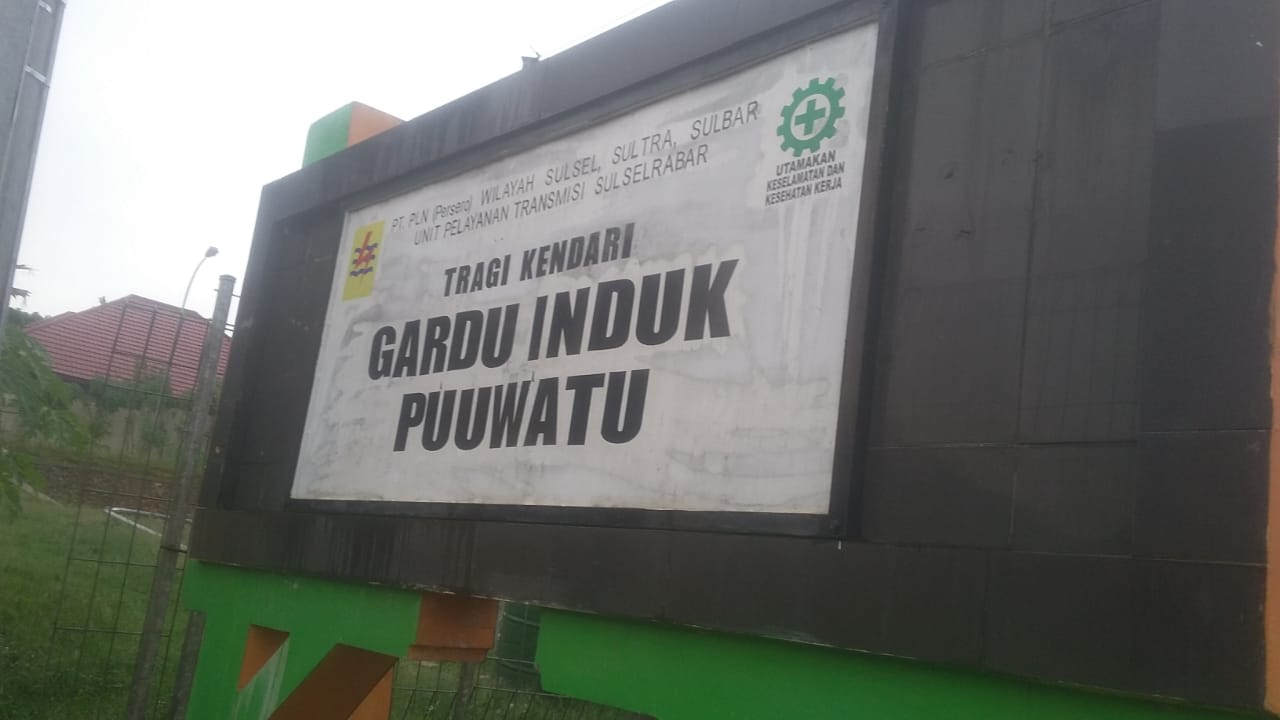 PT. PLN (Persero) WILAYAH SULSEL, SULTRA, SULBAR
UNIT PELAYANAN TRANSMISI SULSELRABAR
TRAGI KENDARI
GARDU INDUK
PUUWATU
UTAMAKAN
KESELAMATAN DAN
KESEHATAN KERJA